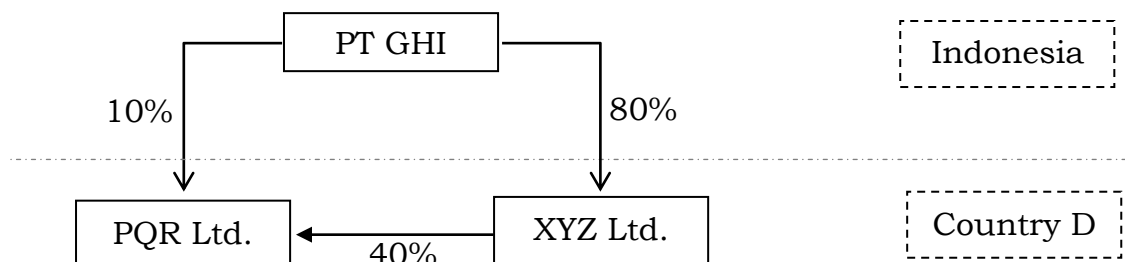 PT GHI
Indonesia
10%
80%
PQR Ltd.
XYZ Ltd.
Country D
40%